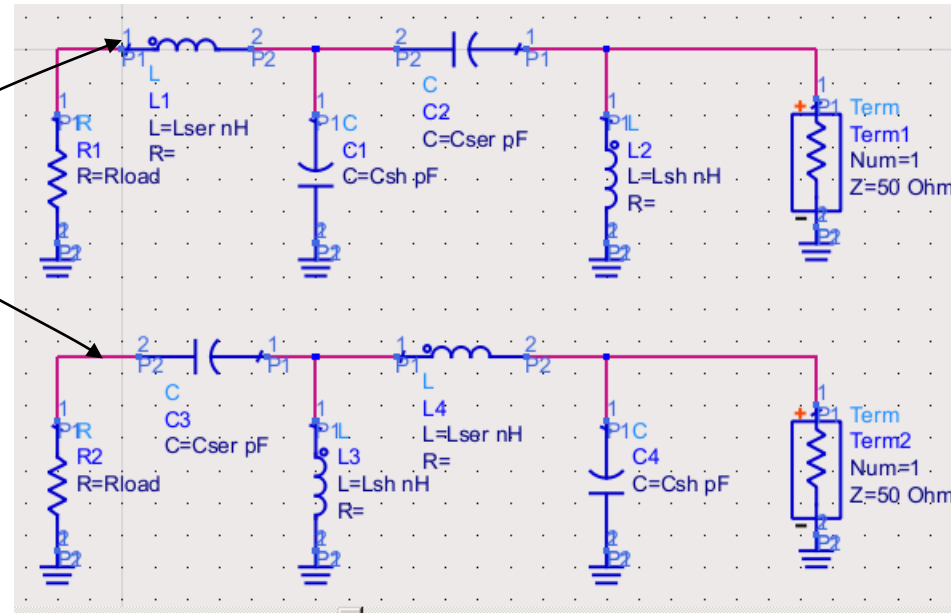 1 P1 2 P2 2 P2 1 P1
L
L1
L=Lser nH
R=
C
C2
C=Cser pF
1
P1 R
R1
R=Rload
2
P2
1
P1 C
C1
C=Csh pF
2
P2
1
P1 L
L2
L=Lsh nH
R=
2
P2
1
+ P1 Term
Term1
Num=1
Z=50 Ohm
-
2
P2
2 P2 1 P1 1 P1 2 P2
C
C3
C=Cser pF
L
L4
L=Lser nH
R=
1
P1 R
R2
R=Rload
2
P2
1
P1 L
L3
L=Lsh nH
R=
2
P2
1
P1 C
C4
C=Csh pF
2
P2
1
+ P1 Term
Term2
Num=1
Z=50 Ohm
-
2
P2